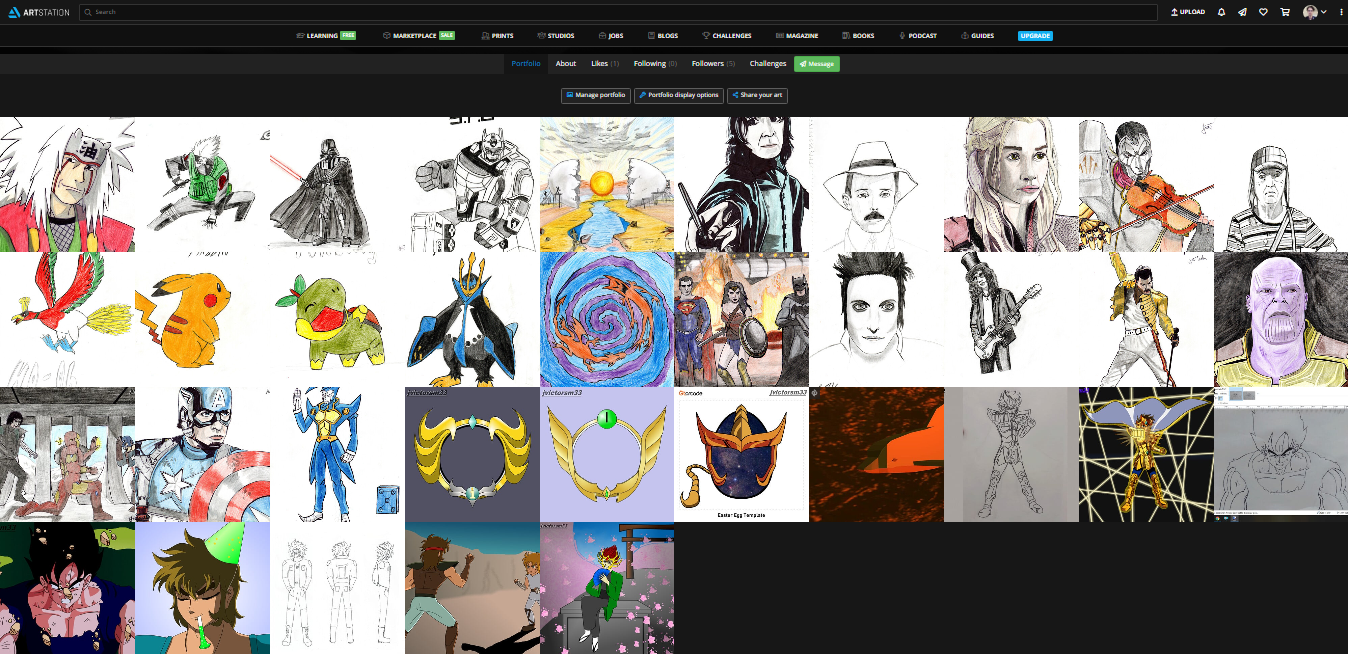 ARTSTATION
Search
UPLOAD
LEARNING FREE
MARKETPLACE SALE
PRINTS
STUDIOS
JOBS
BLOGS
CHALLENGES
MAGAZINE
BOOKS
PODCAST
GUIDES
UPGRADE
Portfolio
About
Likes (1)
Following (0)
Followers (5)
Challenges
Message
Manage portfolio
Portfolio display options
Share your art
油
A
jvictorsm33
jvictorsm33
jvictorsm33
Easter Egg Template